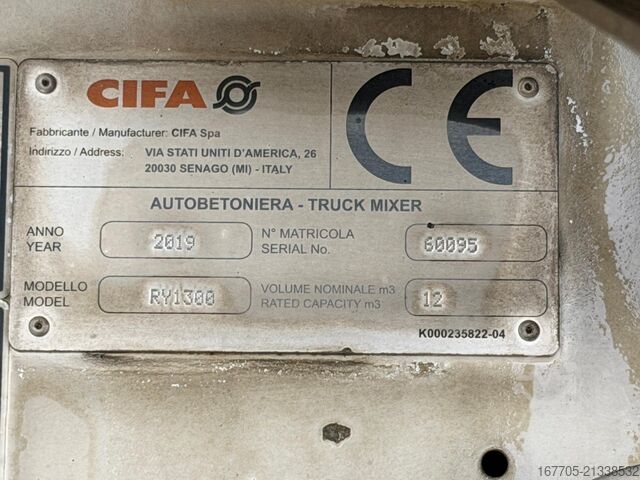 CIFA
CE
Fabbricante / Manufacturer: CIFA Spa
Indirizzo / Address: VIA STATI UNITI D'AMERICA, 26
20030 SENAGO (MI) - ITALY
AUTOBETONIERA - TRUCK MIXER
ANNO
YEAR
2019
N° MATRICOLA
SERIAL No.
60095
MODELLO
MODEL
RY1300
VOLUME NOMINALE m3
RATED CAPACITY m3
12
K000235822-04
167705-21338532